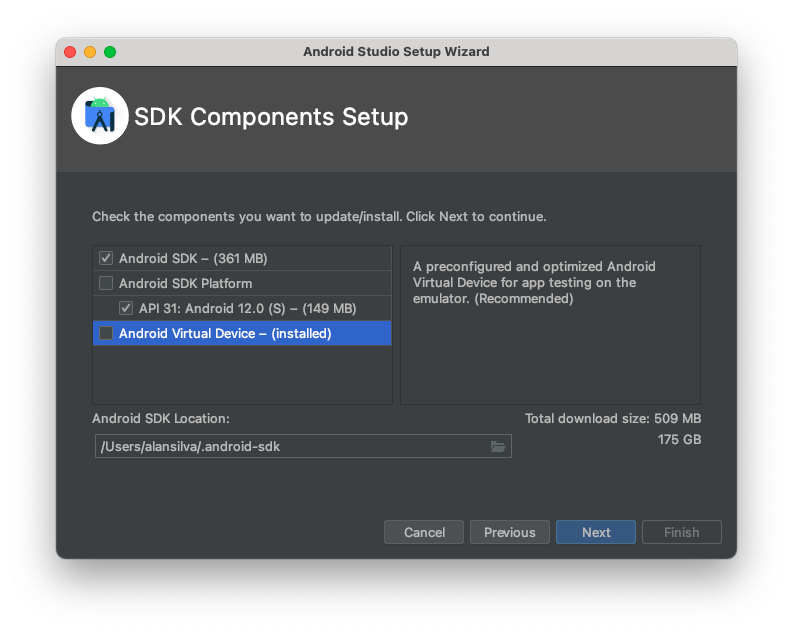 Android Studio Setup Wizard
SDK Components Setup
Check the components you want to update/install. Click Next to continue.
Android SDK – (361 MB)
Android SDK Platform
API 31: Android 12.0 (S) – (149 MB)
Android Virtual Device – (installed)
A preconfigured and optimized Android
Virtual Device for app testing on the
emulator. (Recommended)
Android SDK Location:
Total download size: 509 MB
/Users/alansilva/.android-sdk
175 GB
Cancel
Previous
Next
Finish